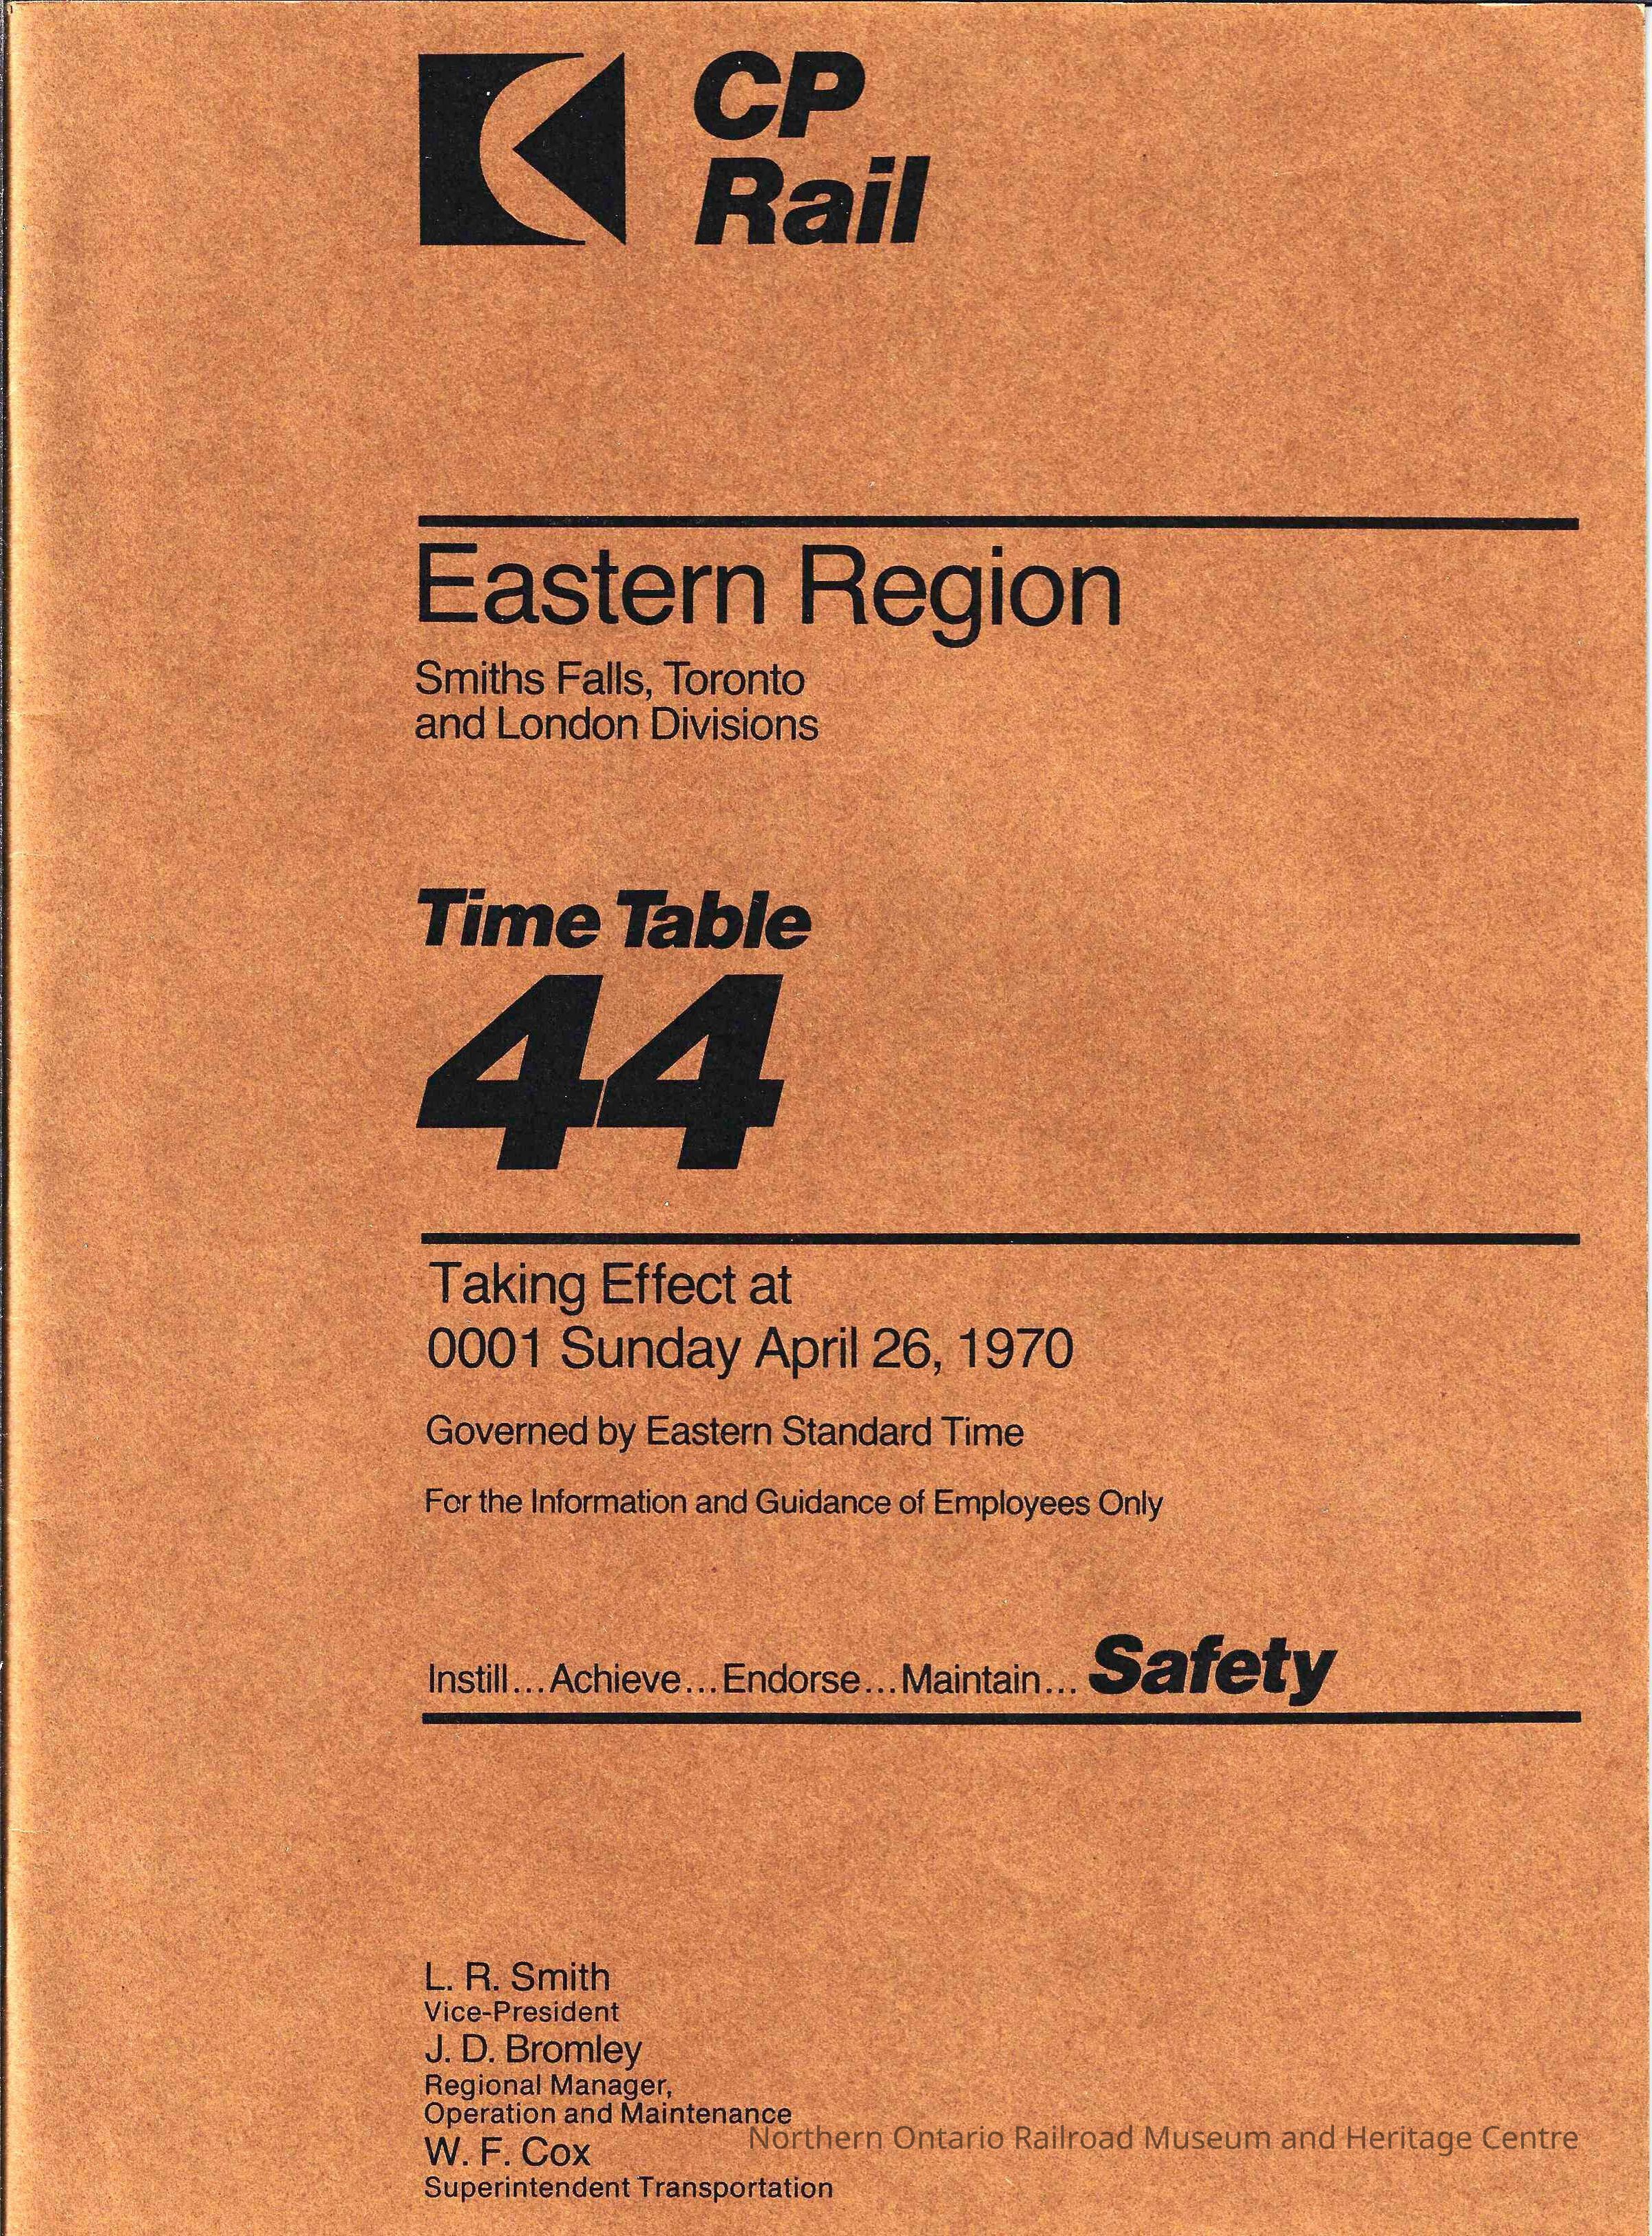 CP
Rail
Eastern Region
Smiths Falls, Toronto
and London Divisions
Time Table
44
Taking Effect at
0001 Sunday April 26, 1970
Governed by Eastern Standard Time
For the Information and Guidance of Employees Only
Instill...Achieve...Endorse...Maintain... Safety
L. R. Smith
Vice-President
J. D. Bromley
Regional Manager,
Operation and Maintenance
Northern Ontario Railroad Museum and Heritage Centre
W. F. Cox
Superintendent Transportation